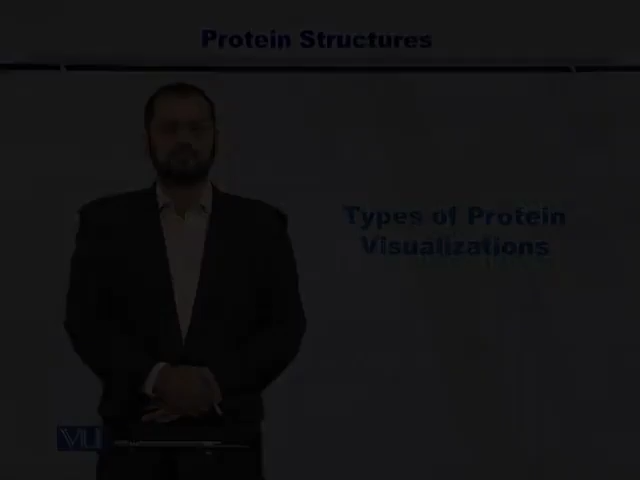 Protein Structures
Types of Protein
Visualizations
VU